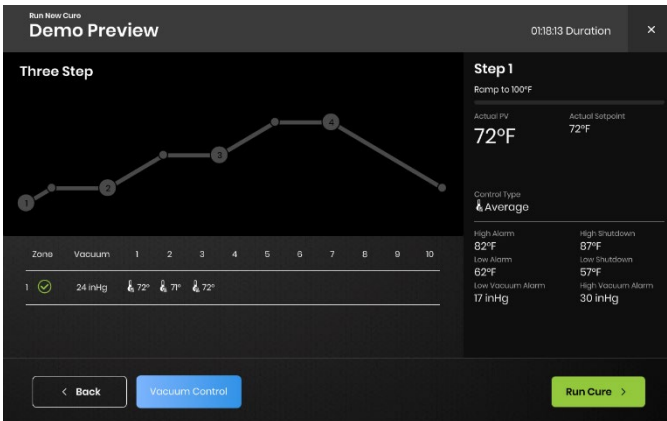 Run New Cure
Demo Preview
01:18:13 Duration
×
Three Step
1
2
3
4
Zone Vacuum 1 2 3 4 5 6 7 8 9 10
1 24 inHg 72° 71° 72°
Step 1
Ramp to 100°F
Actual PV Actual Setpoint
72°F 72°F
Control Type
Average
High Alarm High Shutdown
82°F 87°F
Low Alarm Low Shutdown
62°F 57°F
Low Vacuum Alarm High Vacuum Alarm
17 inHg 30 inHg
< Back
Vacuum Control
Run Cure >